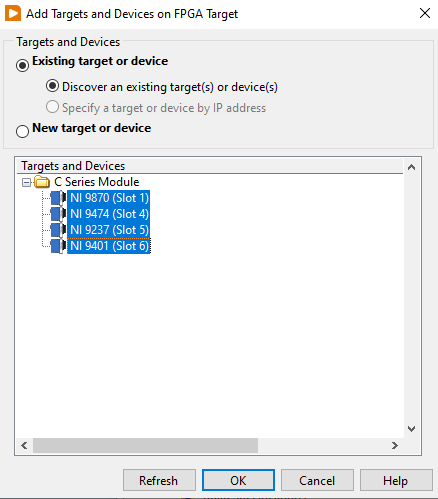 Add Targets and Devices on FPGA Target
Targets and Devices
Existing target or device
Discover an existing target(s) or device(s)
Specify a target or device by IP address
New target or device
Targets and Devices
C Series Module
NI 9870 (Slot 1)
NI 9474 (Slot 4)
NI 9237 (Slot 5)
NI 9401 (Slot 6)
Refresh OK Cancel Help